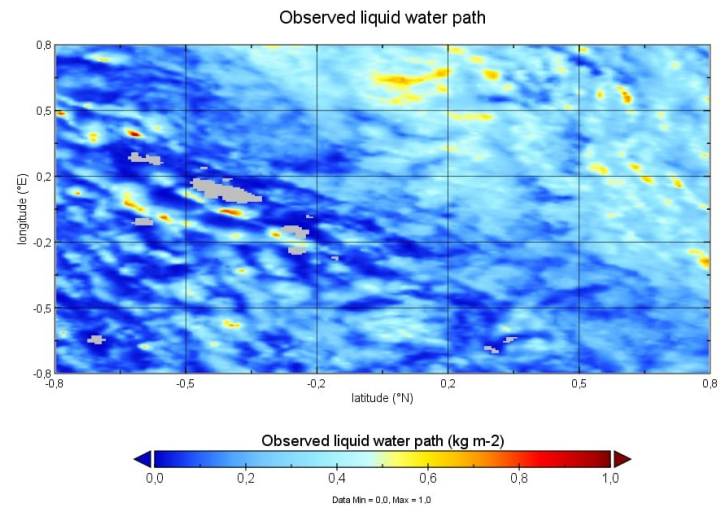 Observed liquid water path
0,8
0,5
0,2
-0,2
-0,5
-0,8
longitude (°E)
-0,8 -0,5 -0,2 0,2 0,5 0,8
latitude (°N)
Observed liquid water path (kg m-2)
0,0 0,2 0,4 0,6 0,8 1,0
Data Min = 0,0, Max = 1,0